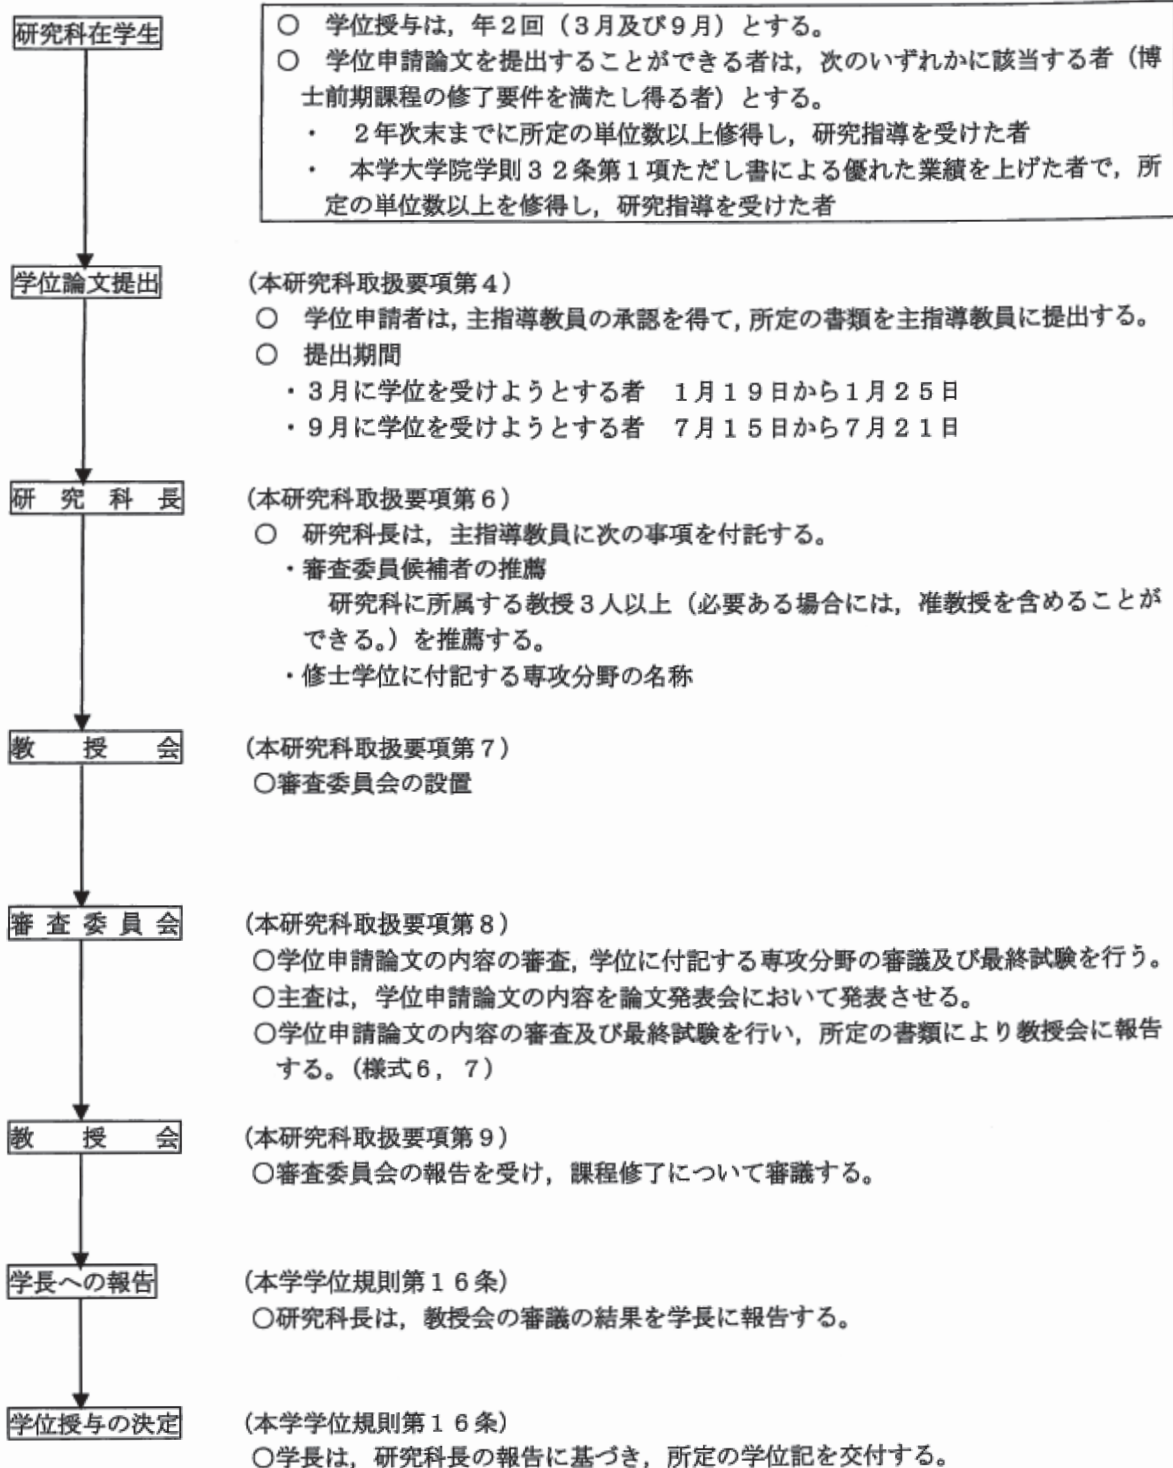 研究科在学生
○　学位授与は，年２回（３月及び９月）とする。
○　学位申請論文を提出することができる者は，次のいずれかに該当する者（博
士前期課程の修了要件を満たし得る者）とする。
・　２年次末までに所定の単位数以上修得し，研究指導を受けた者
・　本学大学院学則３２条第１項ただし書による優れた業績を上げた者で，所
定の単位数以上を修得し，研究指導を受けた者
学位論文提出
（本研究科取扱要項第４）
○　学位申請者は，主指導教員の承認を得て，所定の書類を主指導教員に提出する。
○　提出期間
・３月に学位を受けようとする者　１月１９日から１月２５日
・９月に学位を受けようとする者　７月１５日から７月２１日
研　究　科　長
（本研究科取扱要項第６）
○　研究科長は，主指導教員に次の事項を付託する。
・審査委員候補者の推薦
研究科に所属する教授３人以上（必要ある場合には，准教授を含めることが
できる。）を推薦する。
・修士学位に付記する専攻分野の名称
教　授　会
（本研究科取扱要項第７）
○審査委員会の設置
審 査 委 員 会
（本研究科取扱要項第８）
○学位申請論文の内容の審査，学位に付記する専攻分野の審議及び最終試験を行う。
○主査は，学位申請論文の内容を論文発表会において発表させる。
○学位申請論文の内容の審査及び最終試験を行い，所定の書類により教授会に報告
する。（様式６，７）
教　授　会
（本研究科取扱要項第９）
○審査委員会の報告を受け，課程修了について審議する。
学長への報告
（本学学位規則第１６条）
○研究科長は，教授会の審議の結果を学長に報告する。
学位授与の決定
（本学学位規則第１６条）
○学長は，研究科長の報告に基づき，所定の学位記を交付する。